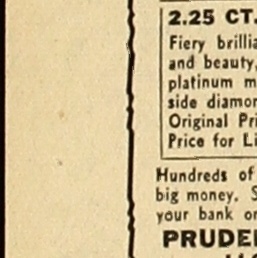 2.25 CT.
Fiery brillia
and beauty,
platinum m
side diamon
Original Pri
Price for Li
Hundreds of
big money. S
your bank or
PRUDE